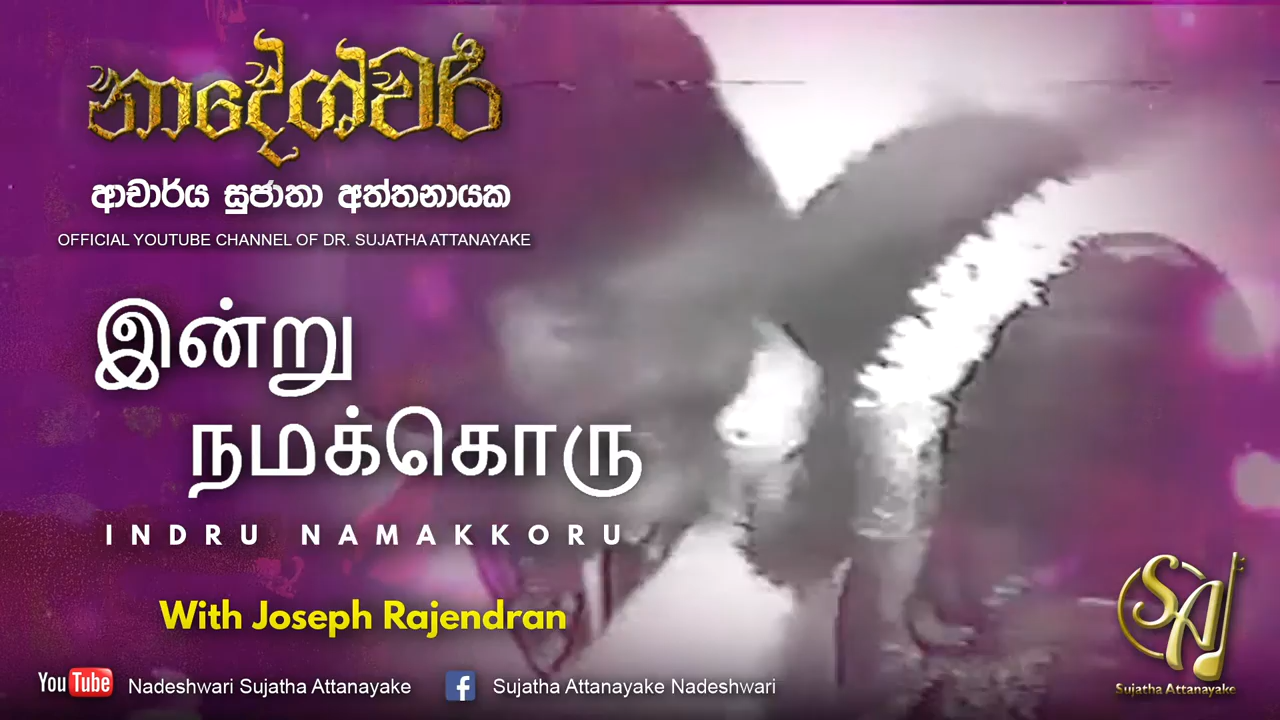 නාදේශ්වරී
ආචාර්ය සුජාතා අත්තනායක
OFFICIAL YOUTUBE CHANNEL OF DR. SUJATHA ATTANAYAKE
இன்று
நமக்கொரு
INDRU NAMAKKORU
With Joseph Rajendran
YouTube Nadeshwari Sujatha Attanayake f Sujatha Attanayake Nadeshwari
SA
Sujatha Attanayake